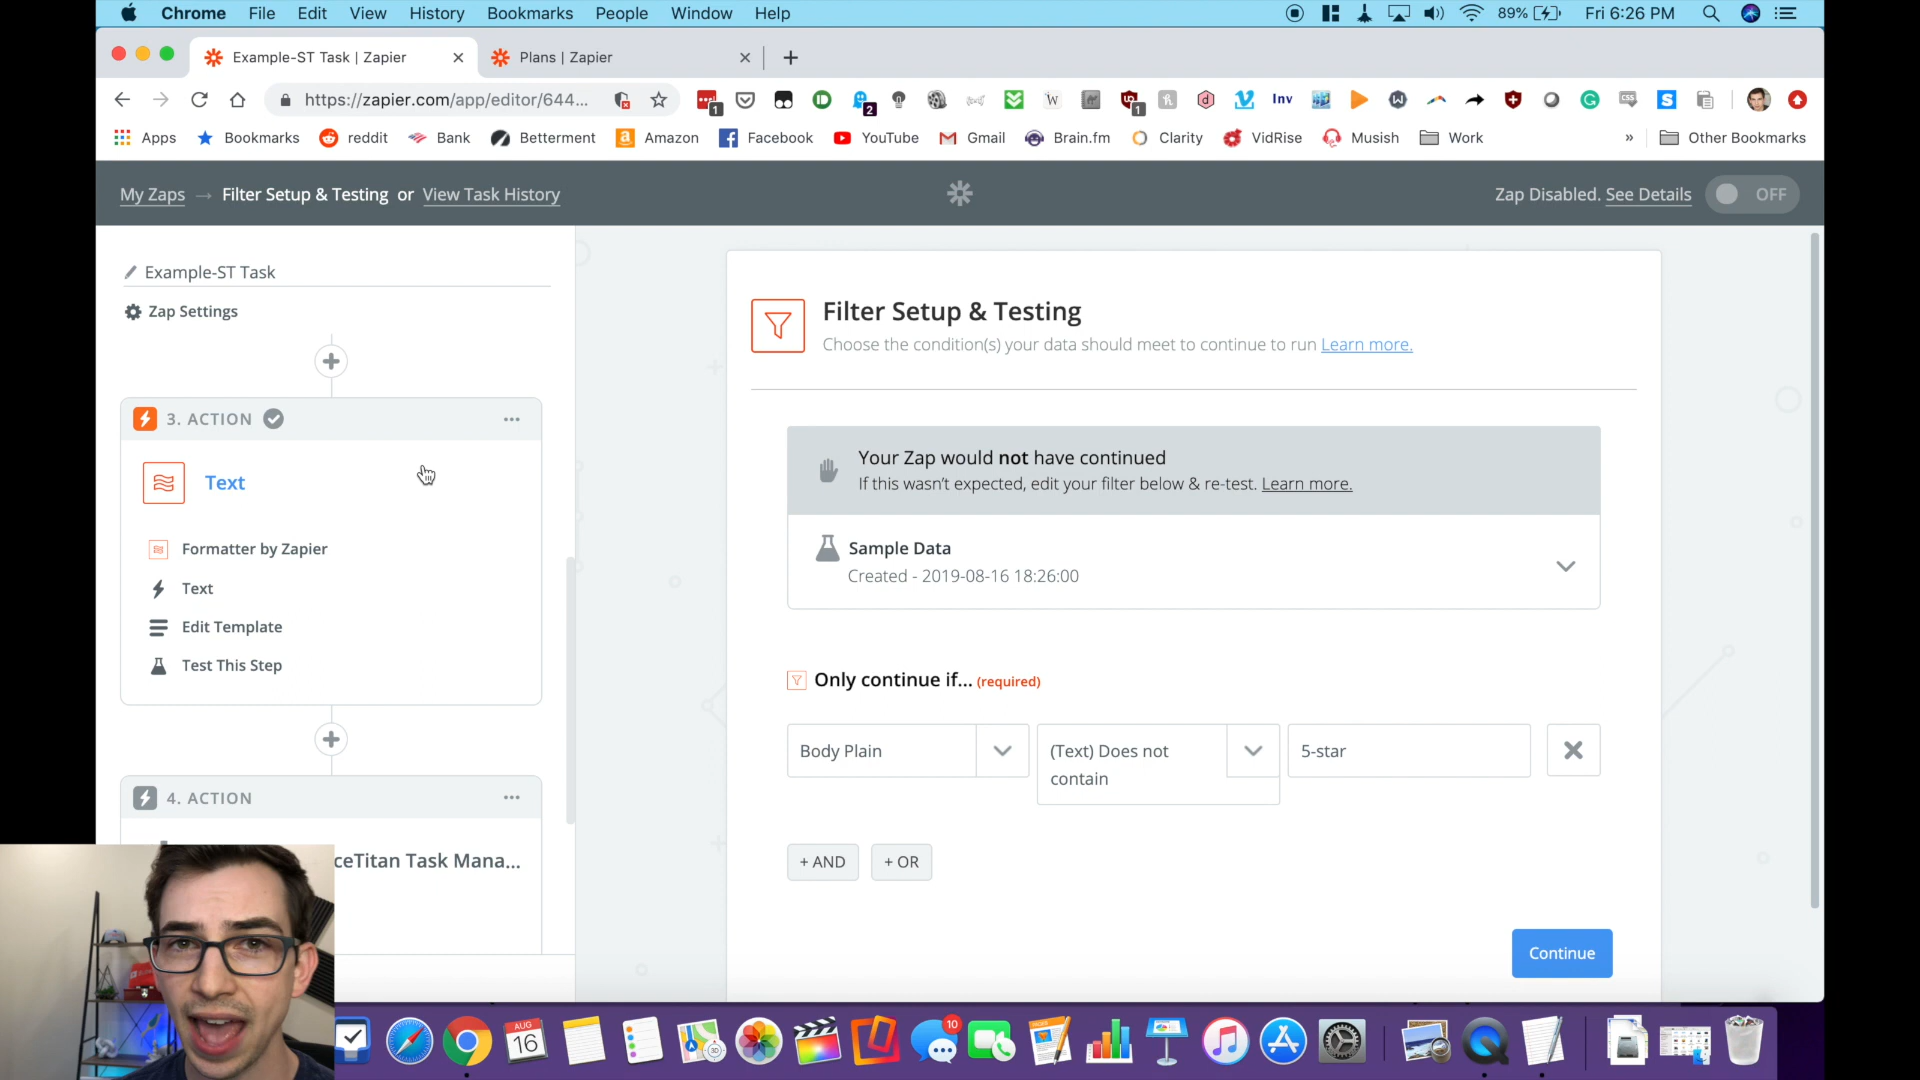 Chrome File Edit View History Bookmarks People Window Help
89% Fri 6:26 PM
Example-ST Task | Zapier
Plans | Zapier
https://zapier.com/app/editor/644...
1
2
W
1
Inv
CSS
Apps Bookmarks reddit Bank Betterment Amazon Facebook YouTube Gmail Brain.fm Clarity VidRise Musish Work » Other Bookmarks
My Zaps → Filter Setup & Testing or View Task History
Zap Disabled. See Details OFF
Example-ST Task
Zap Settings
3. ACTION
Text
Formatter by Zapier
Text
Edit Template
Test This Step
4. ACTION
ceTitan Task Mana...
Filter Setup & Testing
Choose the condition(s) your data should meet to continue to run Learn more.
Your Zap would not have continued
If this wasn't expected, edit your filter below & re-test. Learn more.
Sample Data
Created - 2019-08-16 18:26:00
Only continue if... (required)
Body Plain
(Text) Does not
contain
5-star
+ AND
+ OR
Continue
AUG
16
10